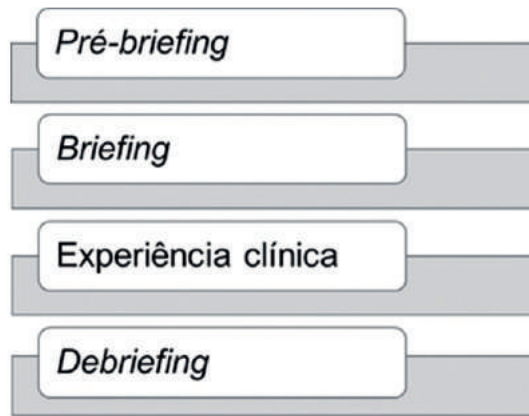 Pré-briefing
Briefing
Experiência clínica
Debriefing